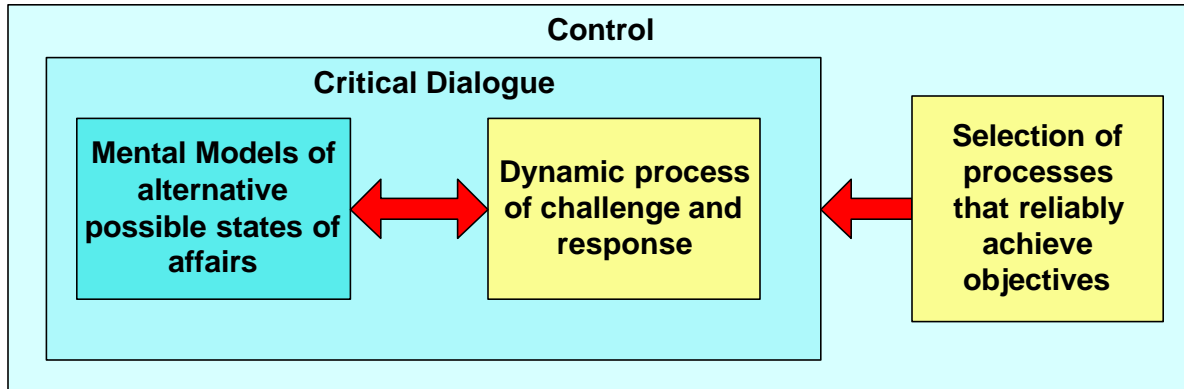 Control
Critical Dialogue
Mental Models of
alternative
possible states of
affairs
Dynamic process
of challenge and
response
Selection of
processes
that reliably
achieve
objectives